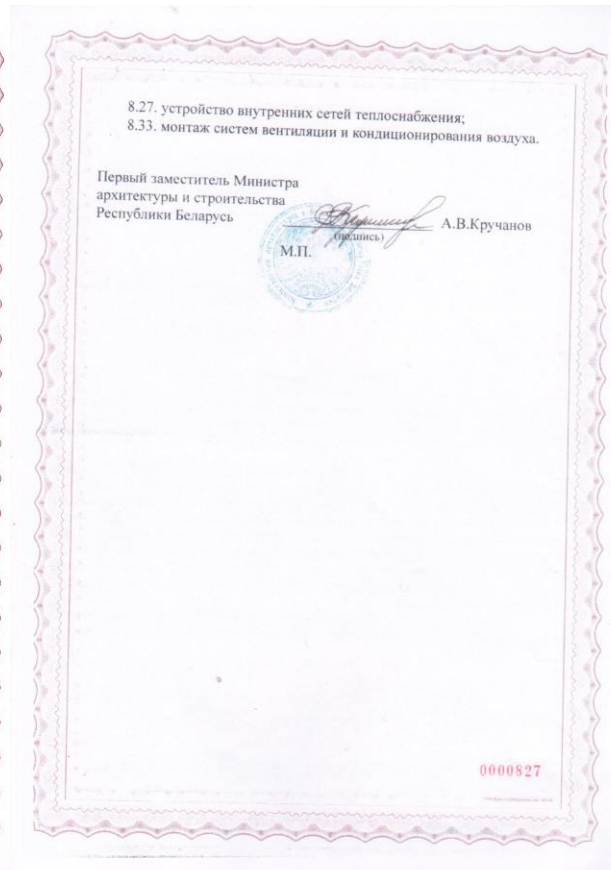 8.27. устройство внутренних сетей теплоснабжения;
8.33. монтаж систем вентиляции и кондиционирования воздуха.
Первый заместитель Министра
архитектуры и строительства
Республики Беларусь
А.В.Кручанов
(подпись)
М.П.
0000827